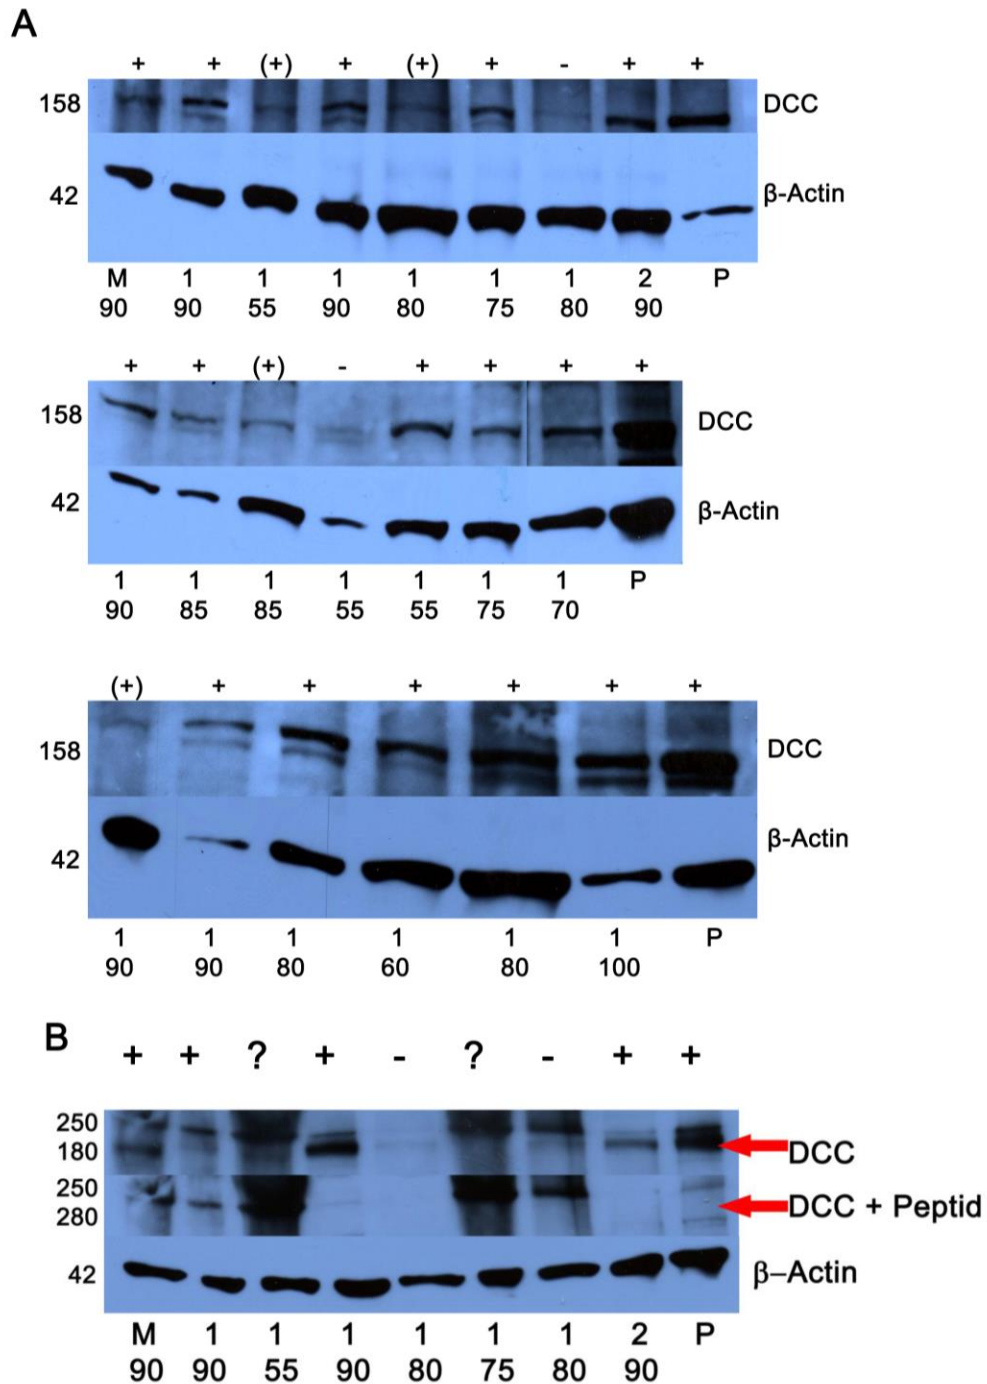 A
+ + (+) + (+) + - + +
158 DCC
42 β-Actin
M 1 1 1 1 1 1 2 P
90 90 55 90 80 75 80 90
+ + (+) - + + + +
158 DCC
42 β-Actin
1 1 1 1 1 1 1 P
90 85 85 55 55 75 70
(+) + + + + + +
158 DCC
42 β-Actin
1 1 1 1 1 1 P
90 90 80 60 80 100
B
+ + ? + - ? - + +
250
180 DCC
250
280 DCC + Peptid
42 β–Actin
M 1 1 1 1 1 1 2 P
90 90 55 90 80 75 80 90